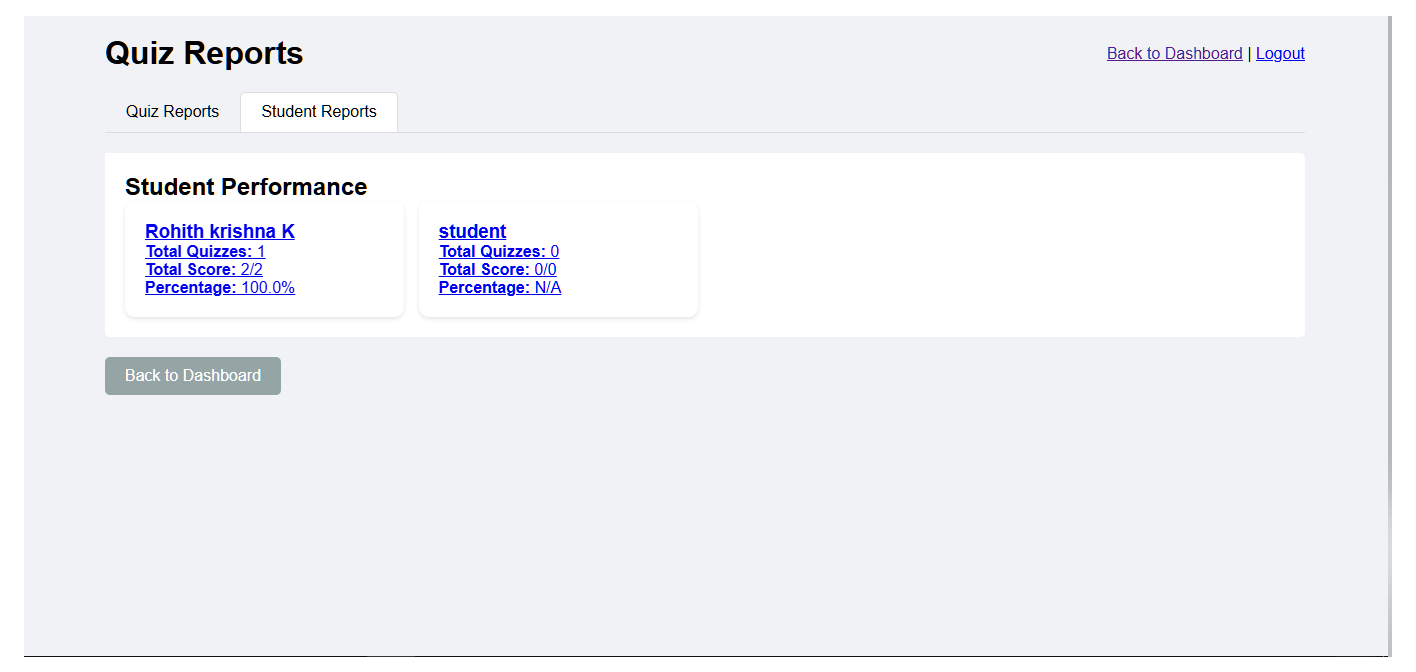 Quiz Reports
Back to Dashboard | Logout
Quiz Reports
Student Reports
Student Performance
Rohith krishna K
Total Quizzes: 1
Total Score: 2/2
Percentage: 100.0%
student
Total Quizzes: 0
Total Score: 0/0
Percentage: N/A
Back to Dashboard